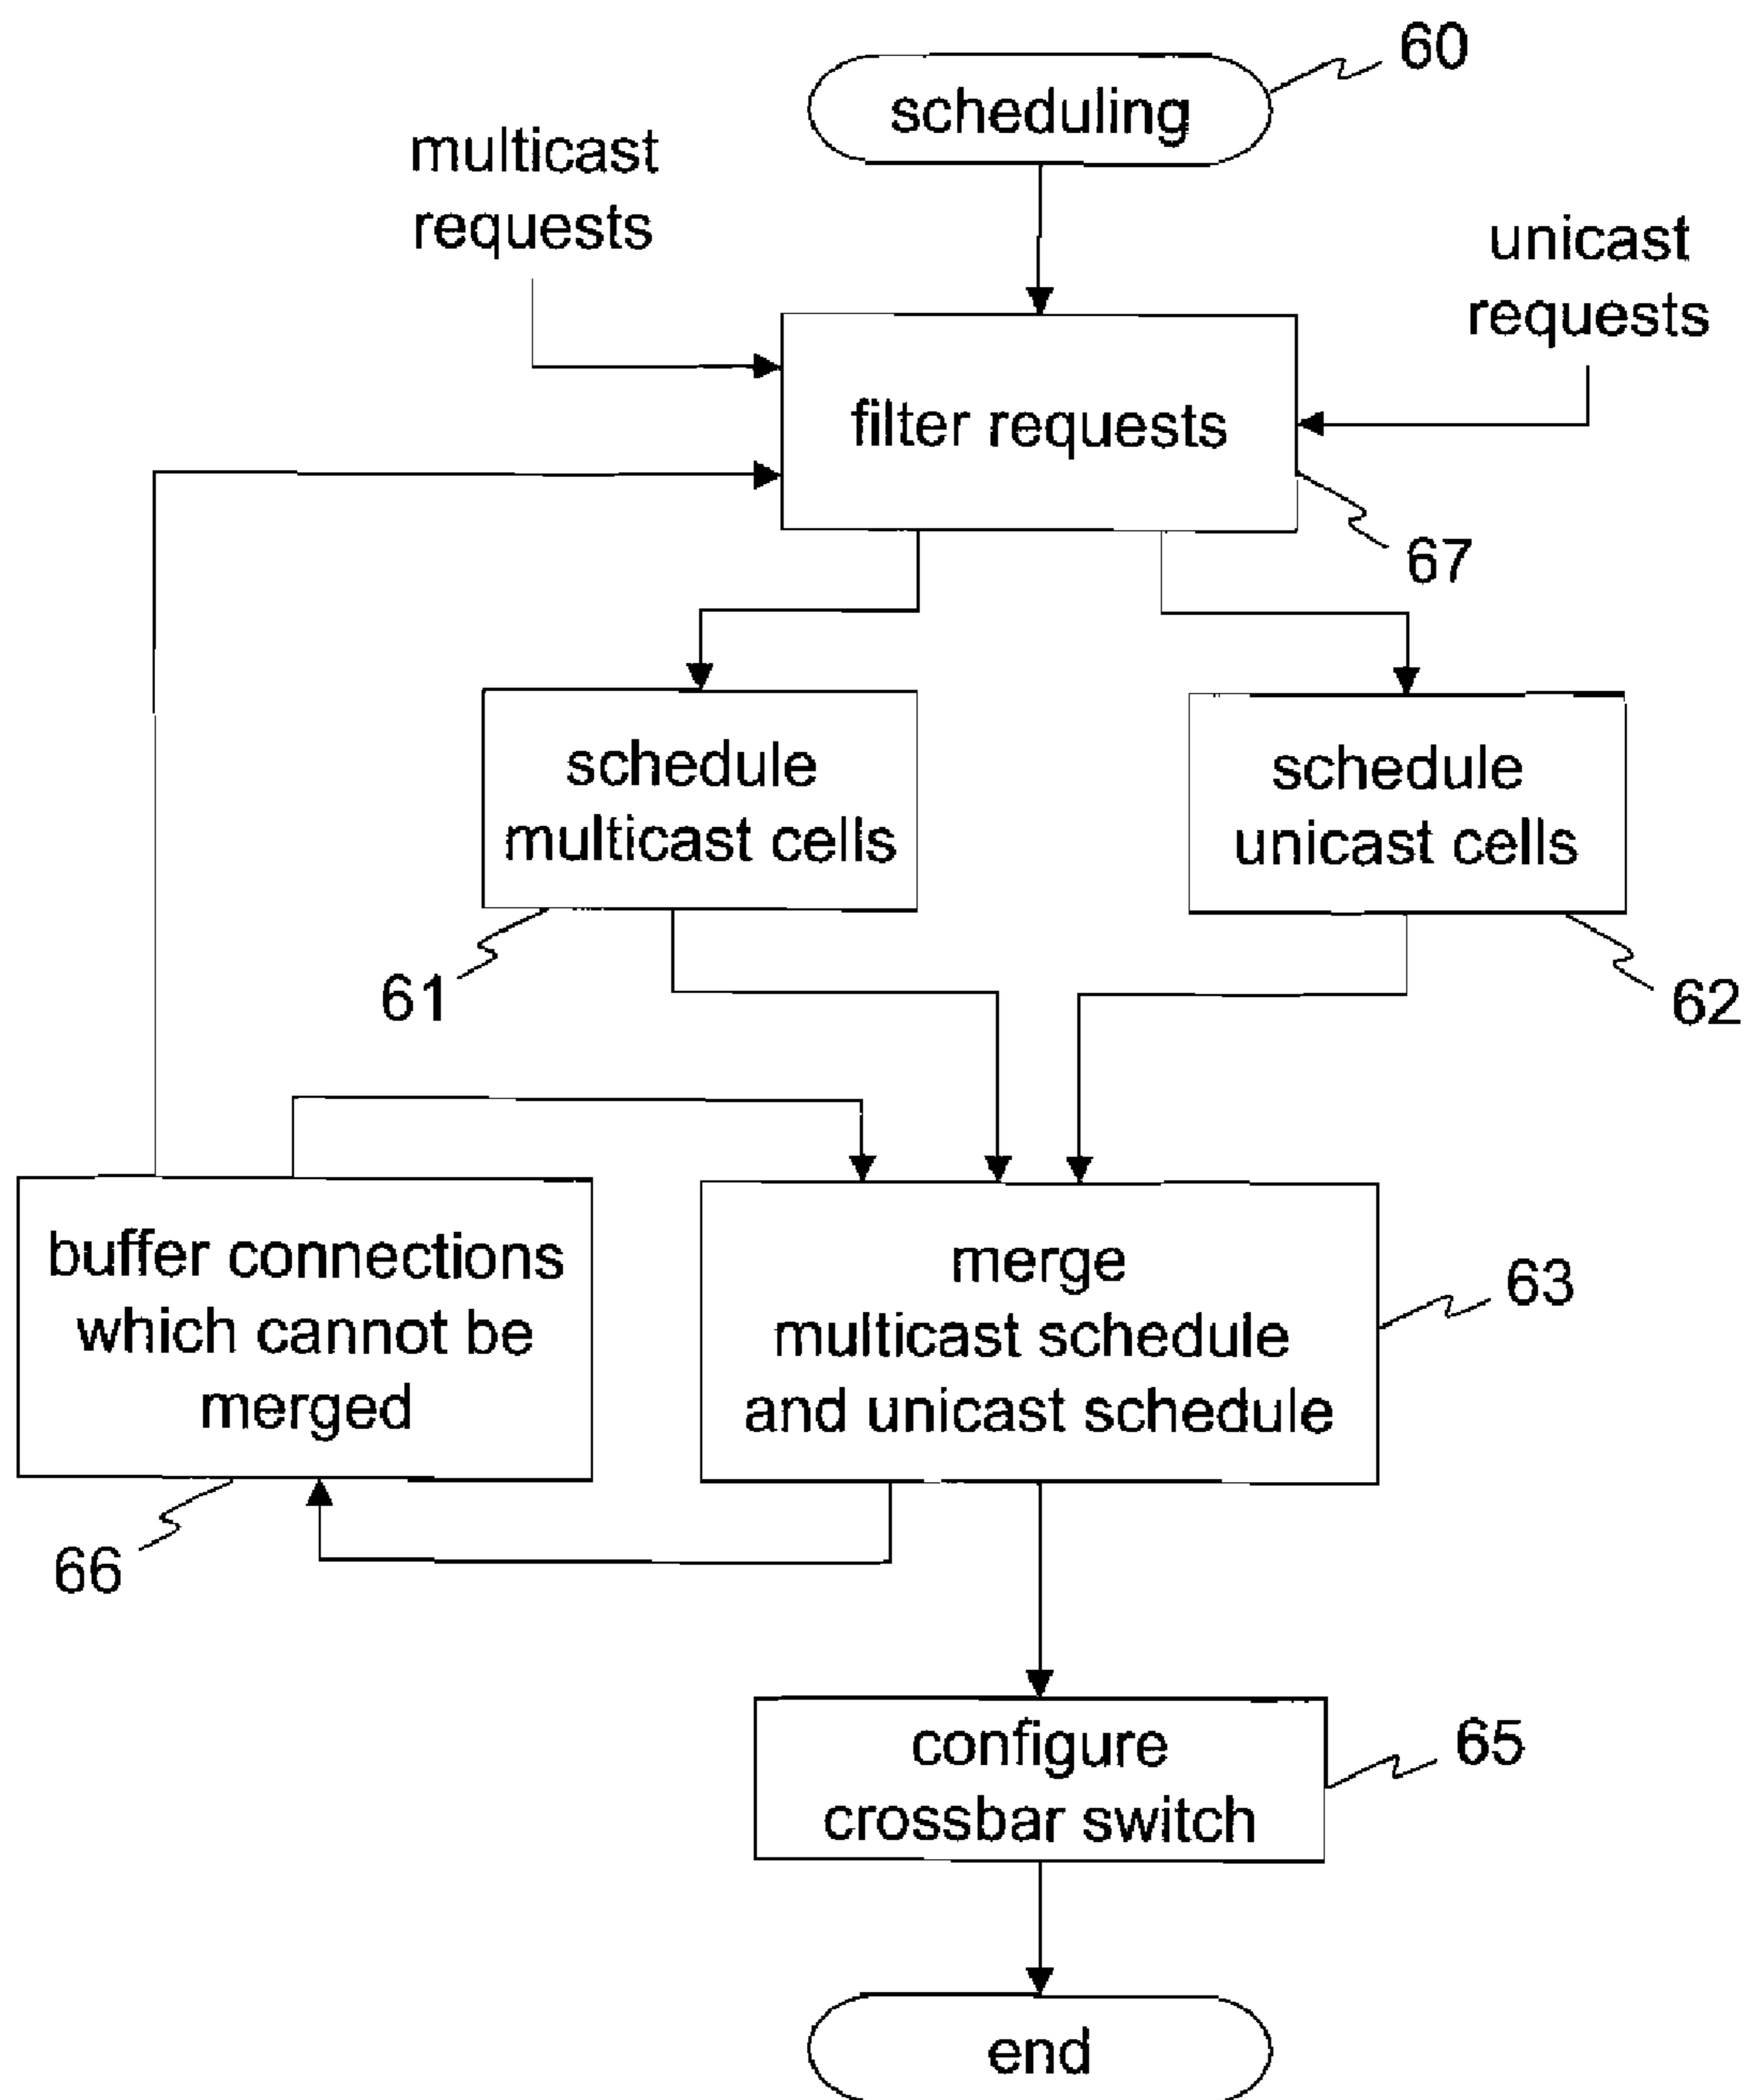 60
scheduling
multicast
requests
unicast
requests
filter requests
67
schedule
multicast cells
schedule
unicast cells
61
62
buffer connections
which cannot be
merged
merge
multicast schedule
and unicast schedule
63
66
configure
crossbar switch
65
end